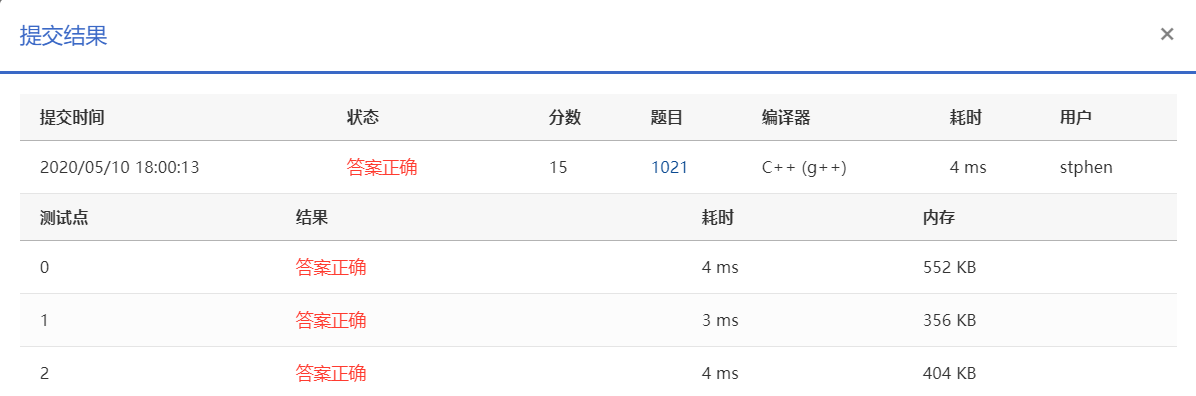 提交结果 ×
提交时间 状态 分数 题目 编译器 耗时 用户
2020/05/10 18:00:13 答案正确 15 1021 C++ (g++) 4 ms stphen
测试点 结果 耗时 内存
0 答案正确 4 ms 552 KB
1 答案正确 3 ms 356 KB
2 答案正确 4 ms 404 KB